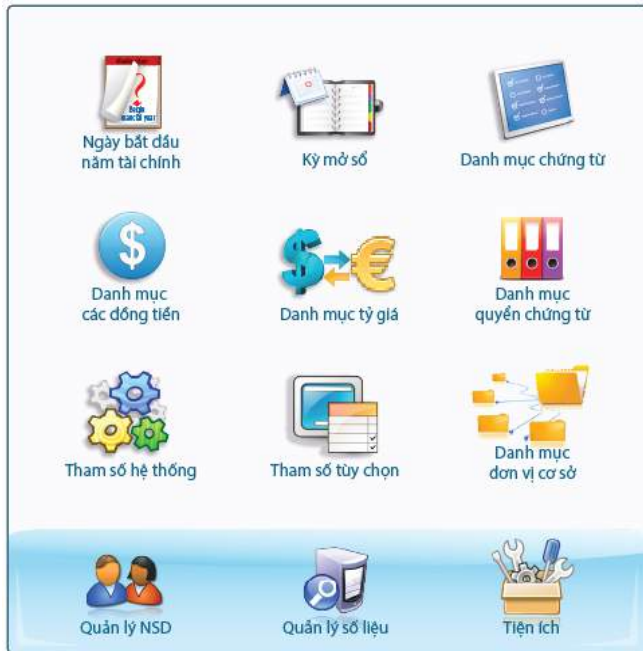 Ngày bắt đầu
năm tài chính
Kỳ mở sổ
Danh mục chứng từ
Danh mục
các đồng tiền
Danh mục tỷ giá
Danh mục
quyển chứng từ
Tham số hệ thống
Tham số tùy chọn
Danh mục
đơn vị cơ sở
Quản lý NSD
Quản lý số liệu
Tiện ích